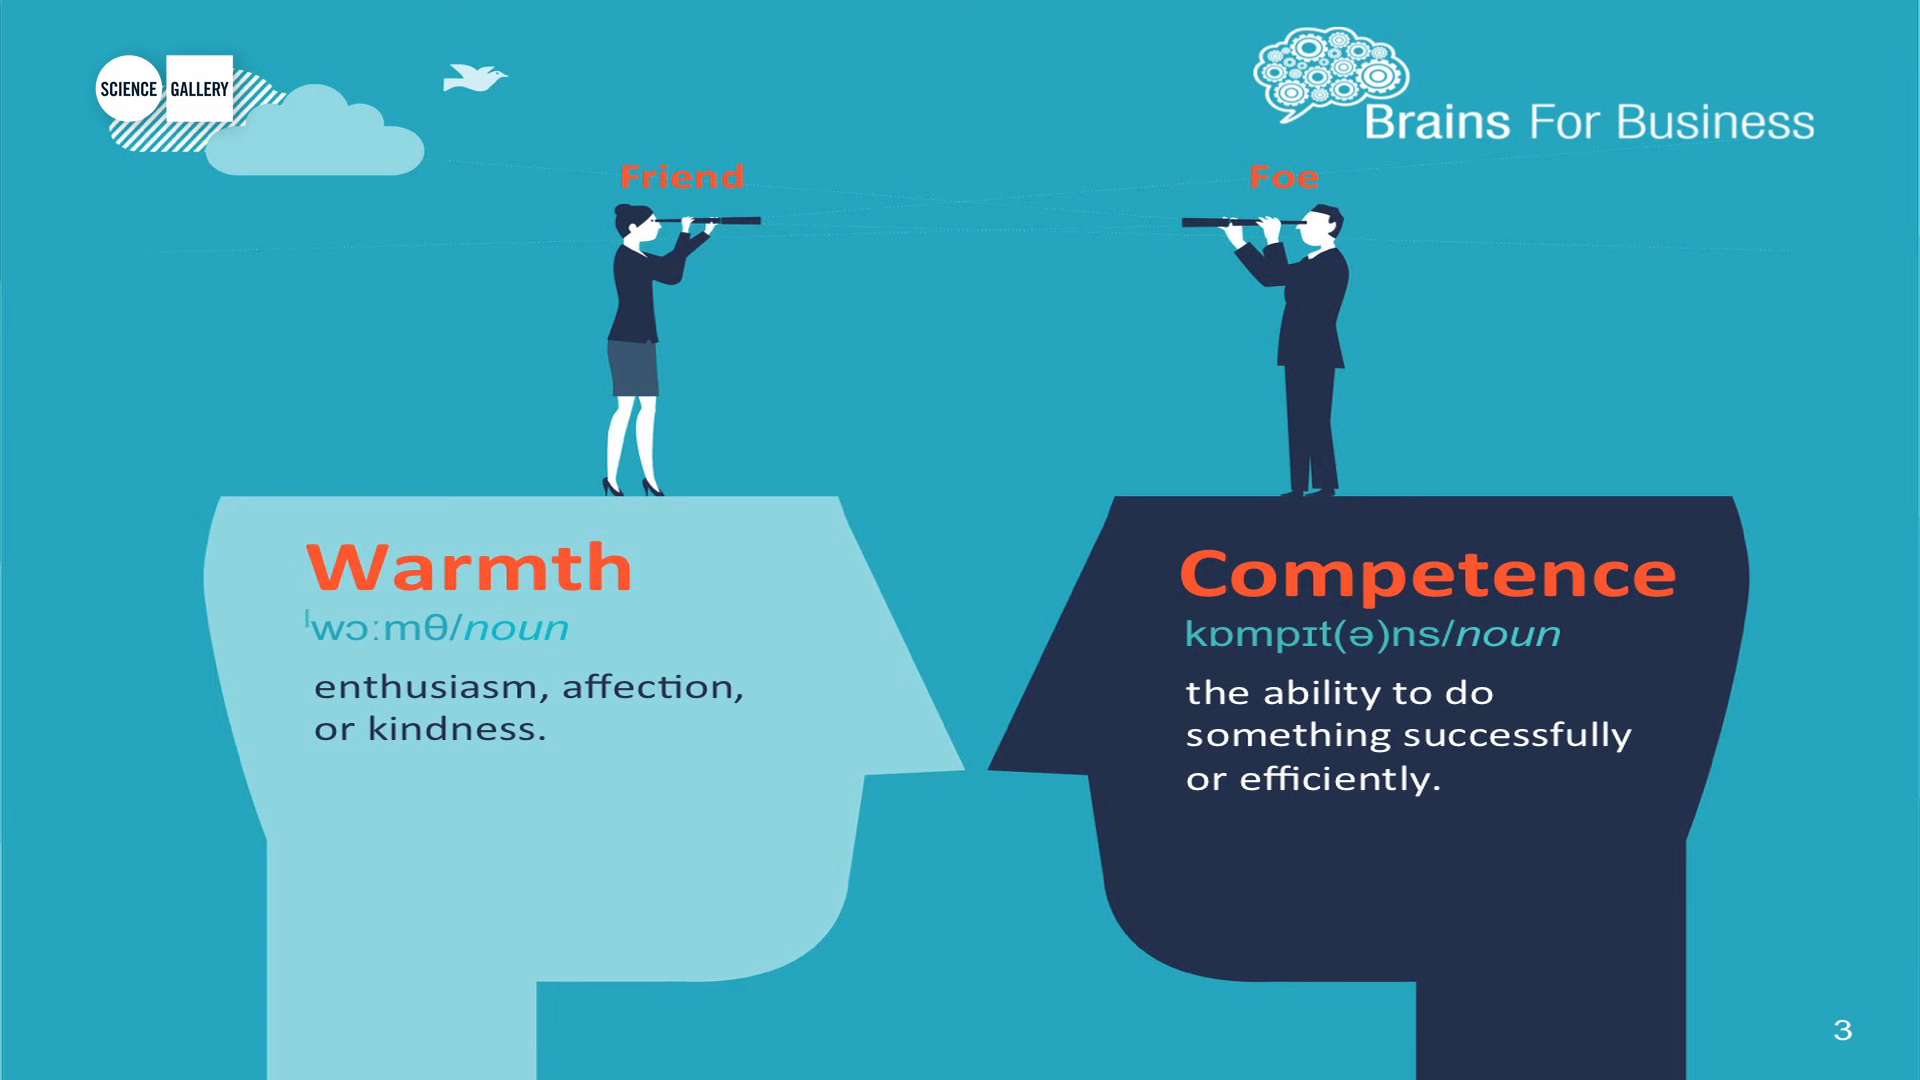 SCIENCE GALLERY
Brains For Business
Friend
Foe
Warmth
ˈwɔːmθ/noun
enthusiasm, affection,
or kindness.
Competence
kɒmpɪt(ə)ns/noun
the ability to do
something successfully
or efficiently.
3